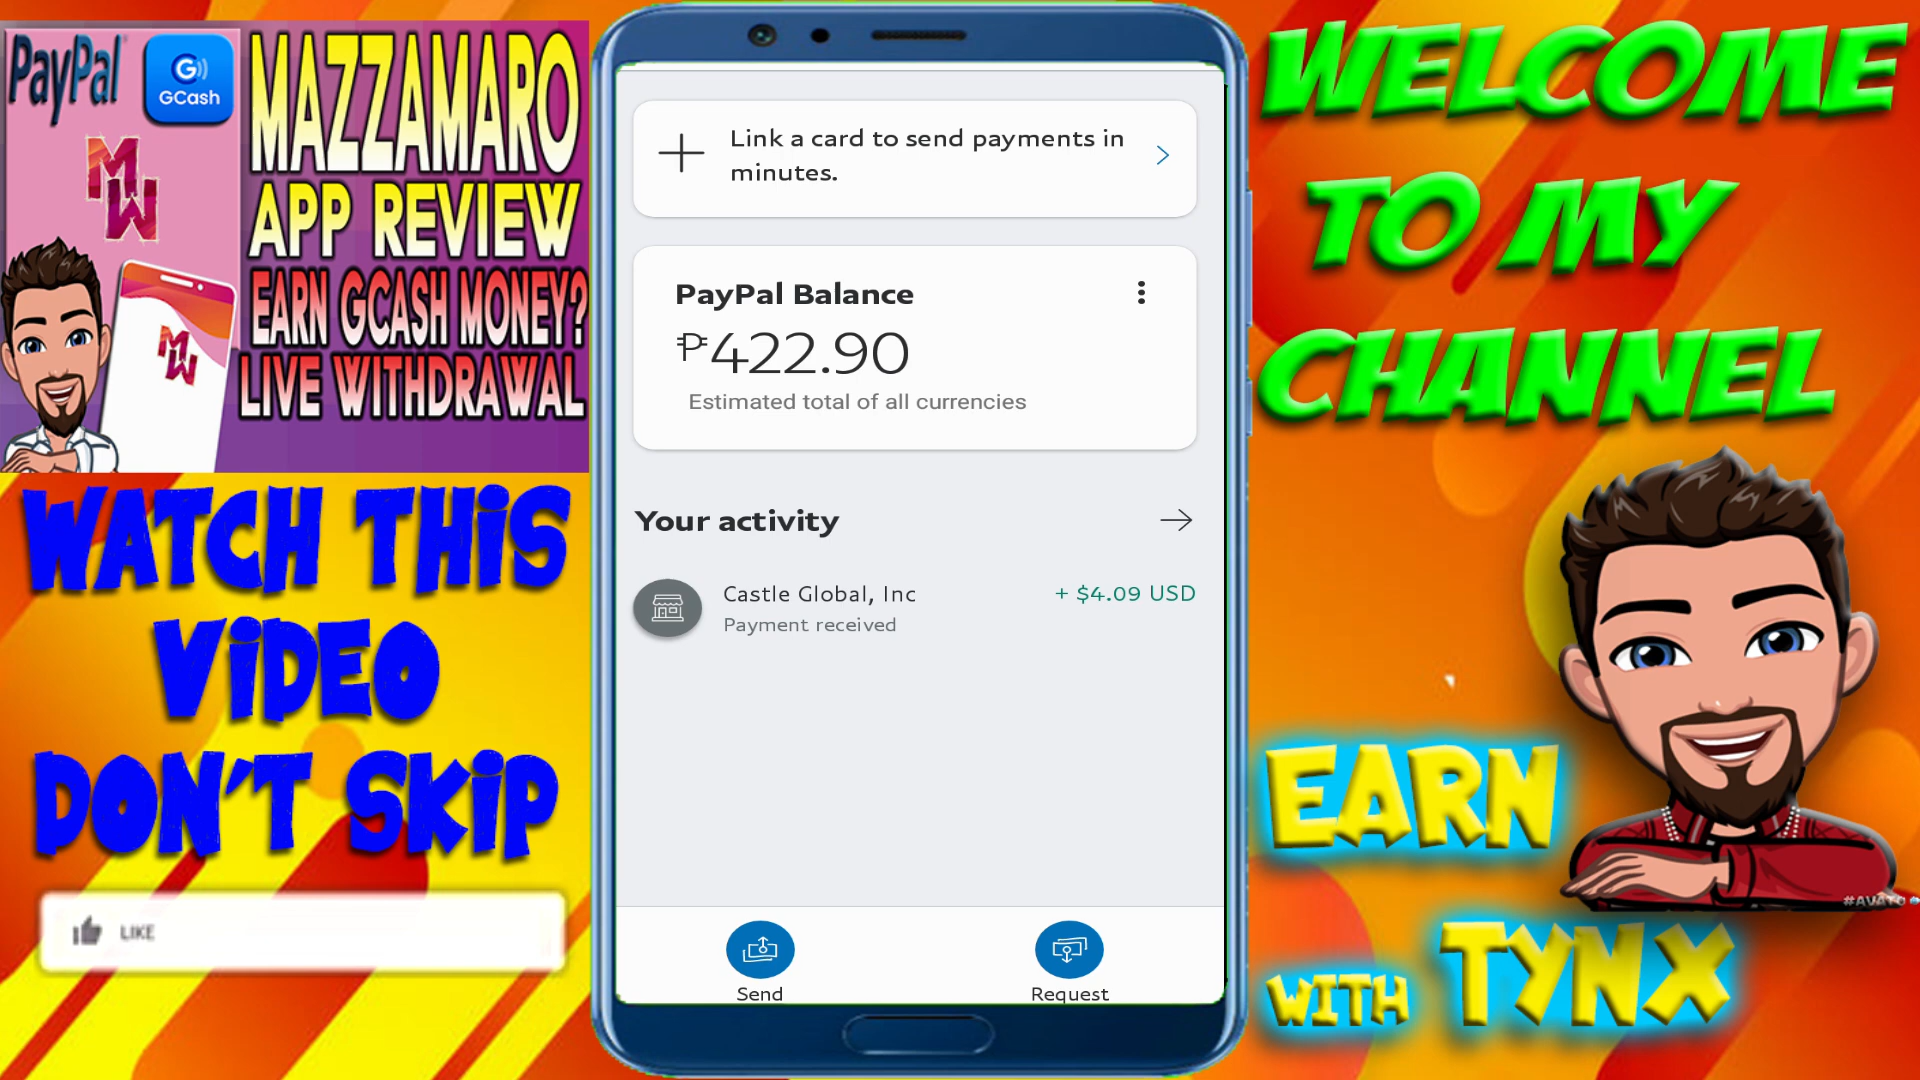 PayPal
GCash
MAZZAMARO
APP REVIEW
EARN GCASH MONEY?
LIVE WITHDRAWAL
WATCH THiS
ViDEO
DON'T SKiP
LIKE
Link a card to send payments in
minutes.
PayPal Balance
₱422.90
Estimated total of all currencies
Your activity
Castle Global, Inc
+ $4.09 USD
Payment received
Send
Request
WELCOME
TO MY
CHANNEL
EARN
WITH TYNX